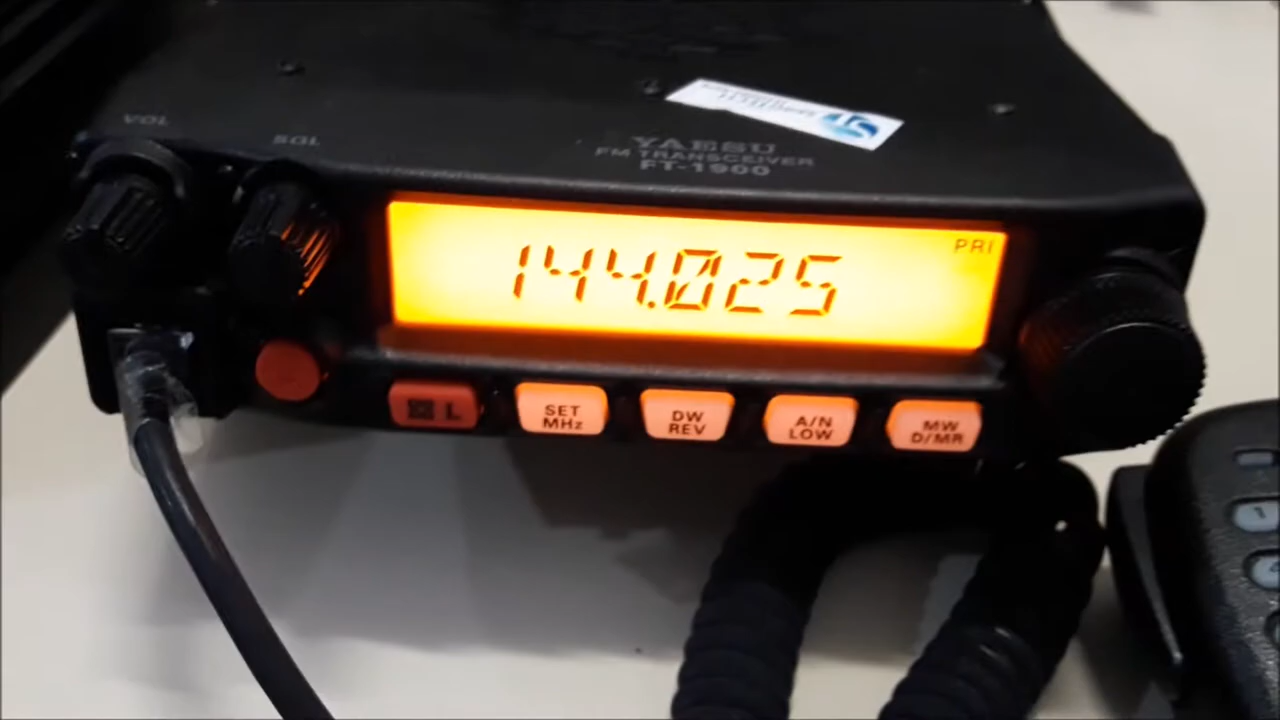 VOL
SQL
YAESU
FM TRANSCEIVER
FT-1900
PRI
144.025
L
SET
MHz
DW
REV
A/N
LOW
MW
D/MR
1